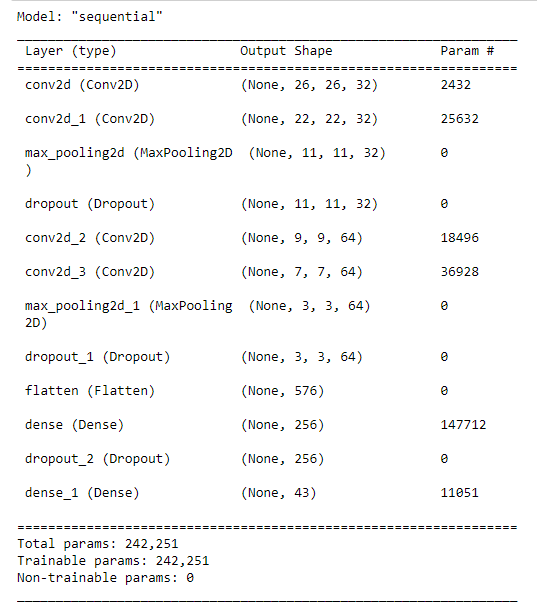 Model: "sequential"
Layer (type) Output Shape Param #
conv2d (Conv2D) (None, 26, 26, 32) 2432
conv2d_1 (Conv2D) (None, 22, 22, 32) 25632
max_pooling2d (MaxPooling2D (None, 11, 11, 32) 0
)
dropout (Dropout) (None, 11, 11, 32) 0
conv2d_2 (Conv2D) (None, 9, 9, 64) 18496
conv2d_3 (Conv2D) (None, 7, 7, 64) 36928
max_pooling2d_1 (MaxPooling (None, 3, 3, 64) 0
2D)
dropout_1 (Dropout) (None, 3, 3, 64) 0
flatten (Flatten) (None, 576) 0
dense (Dense) (None, 256) 147712
dropout_2 (Dropout) (None, 256) 0
dense_1 (Dense) (None, 43) 11051
Total params: 242,251
Trainable params: 242,251
Non-trainable params: 0